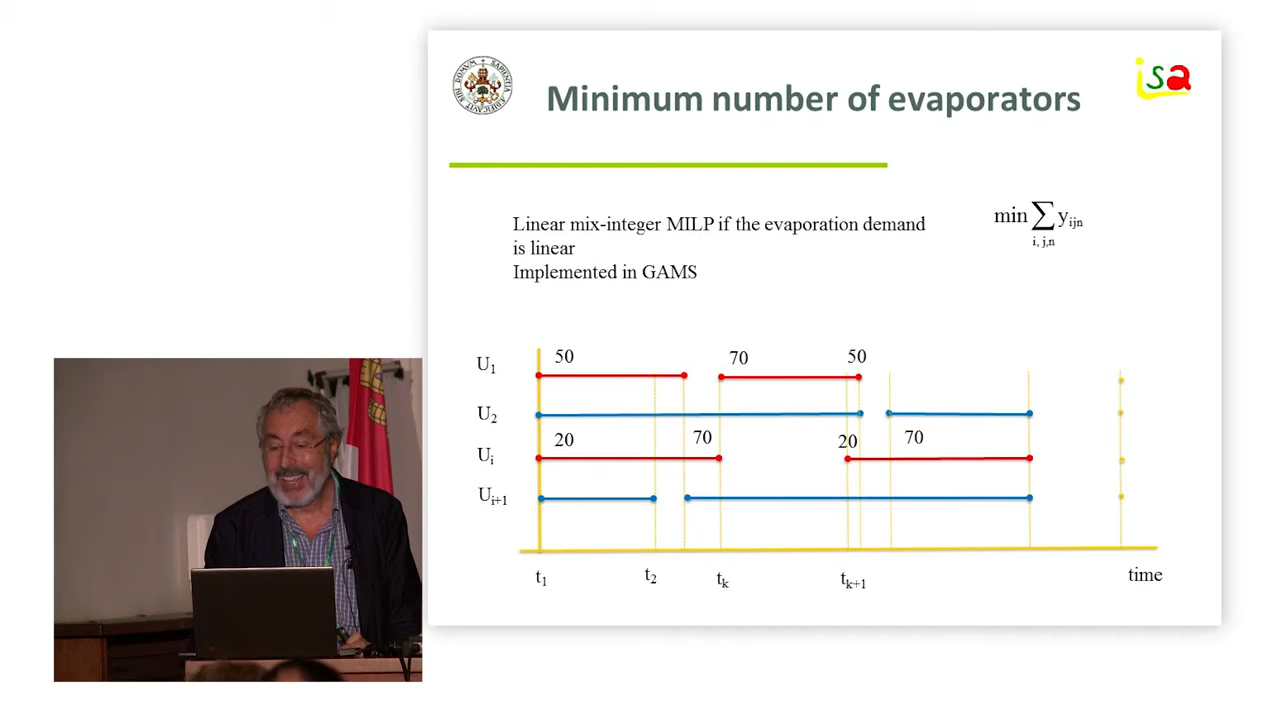 isa
Minimum number of evaporators
Linear mix-integer MILP if the evaporation demand
is linear
Implemented in GAMS
min∑y_ijn
i, j,n
U1 50 70 50
U2
Ui 20 70 20 70
Ui+1
t1 t2 tk tk+1 time